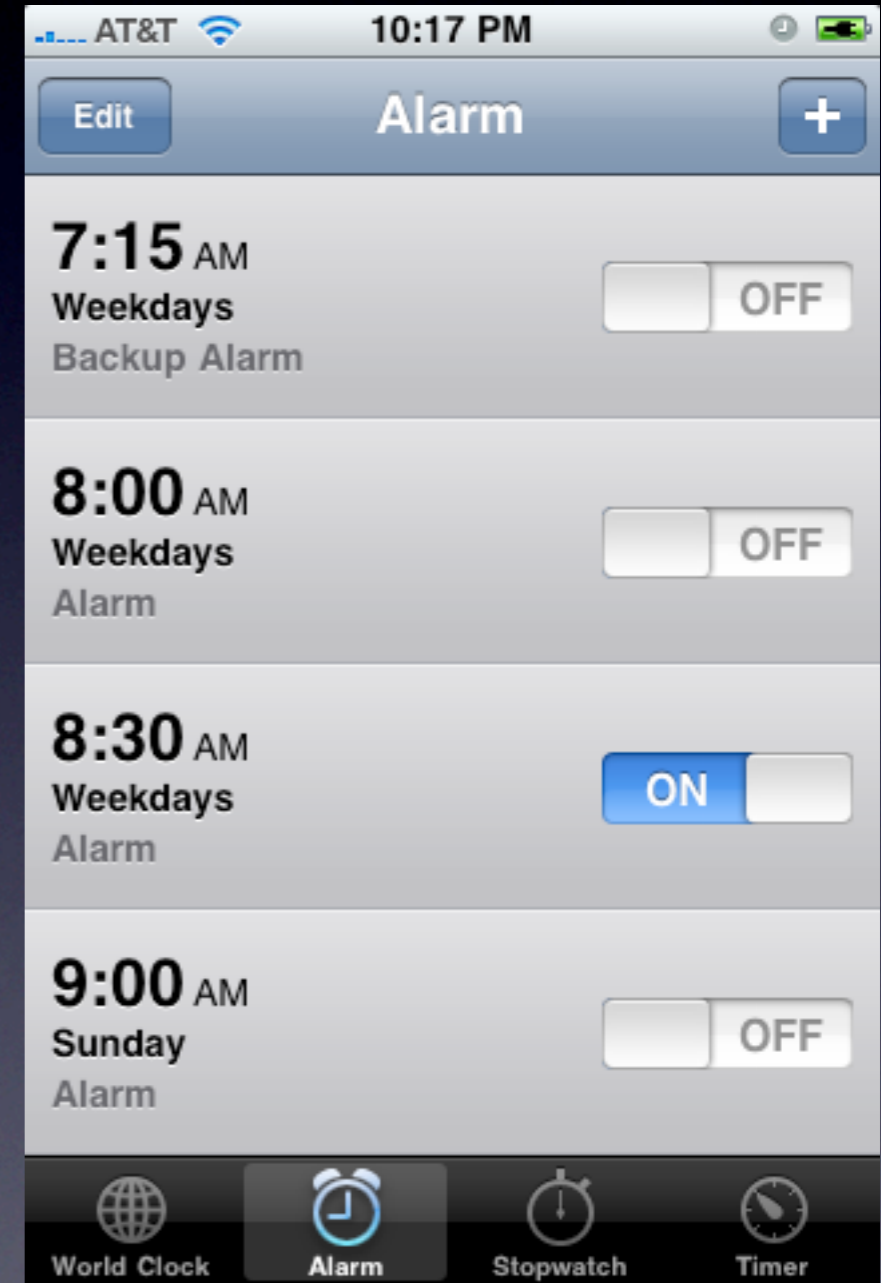 AT&T 10:17 PM
Edit Alarm +
7:15 AM
Weekdays
Backup Alarm
OFF
8:00 AM
Weekdays
Alarm
OFF
8:30 AM
Weekdays
Alarm
ON
9:00 AM
Sunday
Alarm
OFF
World Clock Alarm Stopwatch Timer